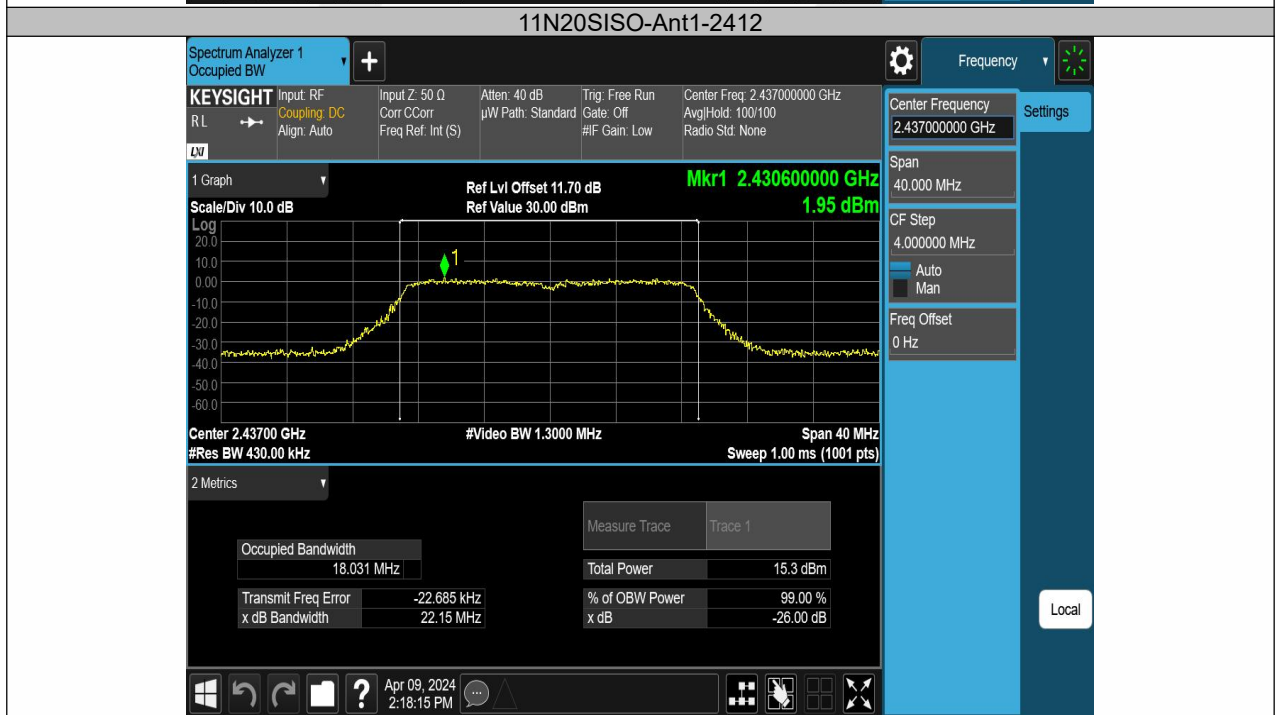 11N20SISO-Ant1-2412
Spectrum Analyzer 1
Occupied BW
+
Frequency
KEYSIGHT
R L
LXI
Input: RF
Coupling: DC
Align: Auto
Input Z: 50 Ω
Corr CCorr
Freq Ref: Int (S)
Atten: 40 dB
µW Path: Standard
Trig: Free Run
Gate: Off
#IF Gain: Low
Center Freq: 2.437000000 GHz
Avg|Hold: 100/100
Radio Std: None
Center Frequency
2.437000000 GHz
Settings
Span
40.000 MHz
CF Step
4.000000 MHz
Auto
Man
Freq Offset
0 Hz
Local
1 Graph
Scale/Div 10.0 dB
Ref Lvl Offset 11.70 dB
Ref Value 30.00 dBm
Mkr1 2.430600000 GHz
1.95 dBm
Log
20.0
10.0
0.00
-10.0
-20.0
-30.0
-40.0
-50.0
-60.0
1
Center 2.43700 GHz
#Video BW 1.3000 MHz
Span 40 MHz
#Res BW 430.00 kHz
Sweep 1.00 ms (1001 pts)
2 Metrics
Measure Trace Trace 1
Occupied Bandwidth
18.031 MHz
Total Power 15.3 dBm
Transmit Freq Error -22.685 kHz
% of OBW Power 99.00 %
x dB Bandwidth 22.15 MHz
x dB -26.00 dB
?
Apr 09, 2024
2:18:15 PM